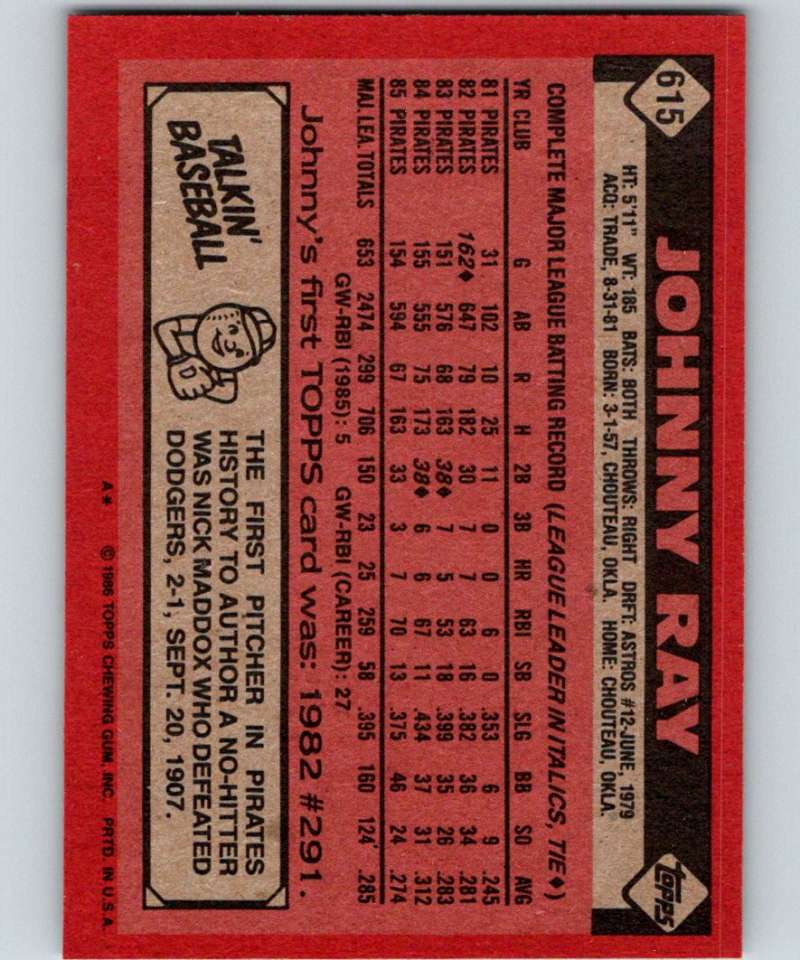 615
JOHNNY RAY
TOPPS
HT: 5'11" WT: 185 BATS: BOTH THROWS: RIGHT DRFT: ASTROS #12-JUNE, 1979
ACQ: TRADE, 8-31-81 BORN: 3-1-57, CHOUTEAU, OKLA. HOME: CHOUTEAU, OKLA.
COMPLETE MAJOR LEAGUE BATTING RECORD (LEAGUE LEADER IN ITALICS, TIE♦)
YR CLUB G AB R H 2B 3B HR RBI SB SLG BB SO AVG
81 PIRATES 31 102 10 25 11 0 0 6 0 .353 6 9 .245
82 PIRATES 162♦ 647 79 182 30 7 7 63 16 .382 36 34 .281
83 PIRATES 151 576 68 163 38♦ 7 5 53 18 .399 35 26 .283
84 PIRATES 155 555 75 173 38♦ 6 6 67 11 .434 37 31 .312
85 PIRATES 154 594 67 163 33 3 7 70 13 .375 46 24 .274
MAJ. LEA. TOTALS 653 2474 299 706 150 23 25 259 58 .395 160 124 .285
GW-RBI (1985): 5 GW-RBI (CAREER): 27
Johnny's first TOPPS card was: 1982 #291.
TALKIN'
BASEBALL
THE FIRST PITCHER IN PIRATES
HISTORY TO AUTHOR A NO-HITTER
WAS NICK MADDOX WHO DEFEATED
DODGERS, 2-1, SEPT. 20, 1907.
A* © 1986 TOPPS CHEWING GUM, INC. PRTD. IN U.S.A.